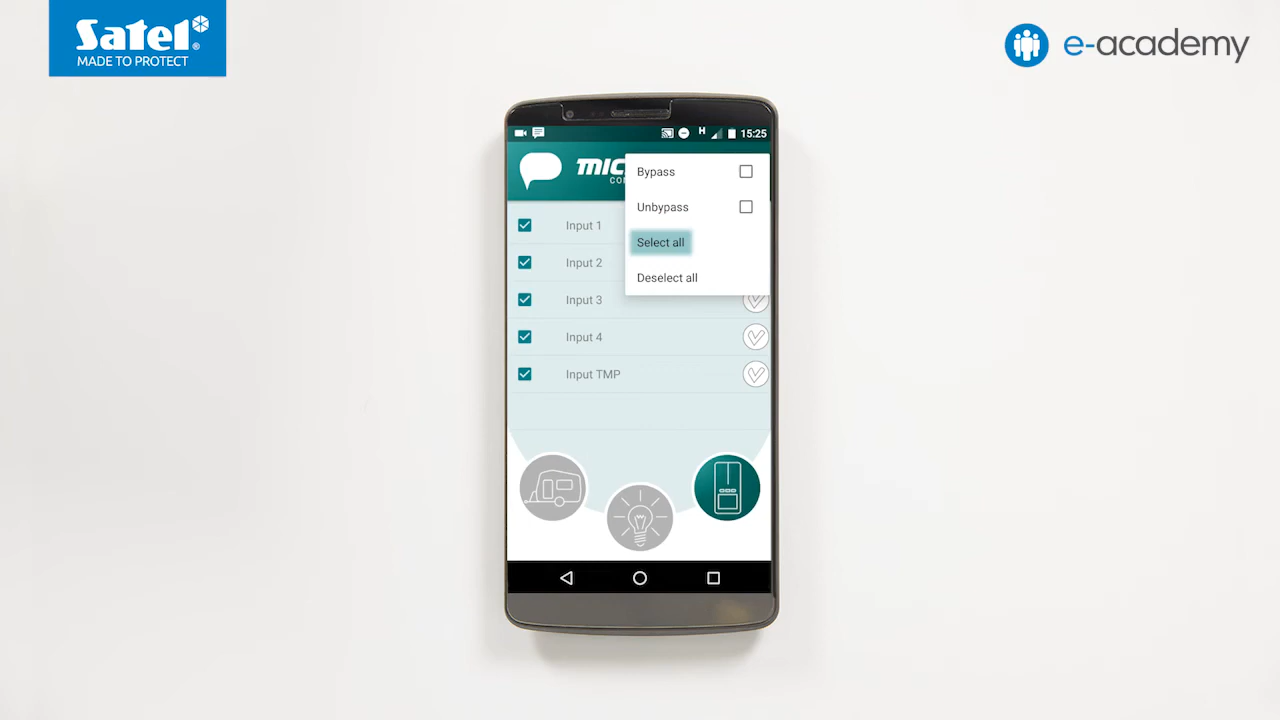 Satel®
MADE TO PROTECT
e-academy
H 15:25
Bypass
Unbypass
Select all
Deselect all
Input 1
Input 2
Input 3
Input 4
Input TMP